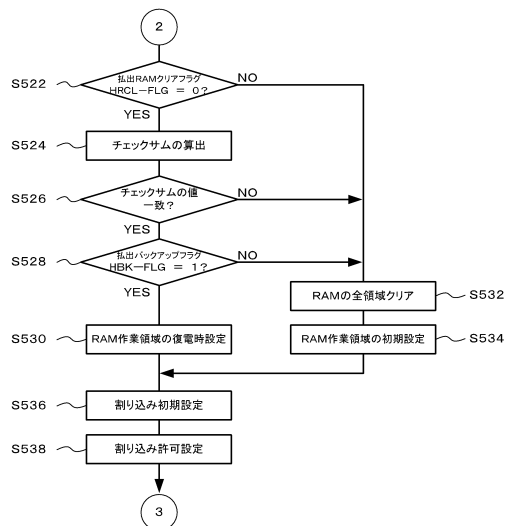 2
S522
払出RAMクリアフラグ
HRCL−FLG = 0?
NO
YES
S524
チェックサムの算出
S526
チェックサムの値
一致?
NO
YES
S528
払出バックアップフラグ
HBK−FLG = 1?
NO
YES
RAMの全領域クリア
S532
S530
RAM作業領域の復電時設定
RAM作業領域の初期設定
S534
S536
割り込み初期設定
S538
割り込み許可設定
3